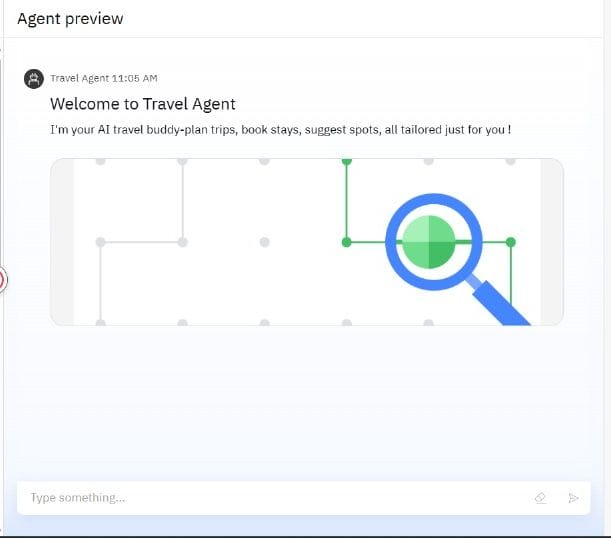 Agent preview
Travel Agent 11:05 AM
Welcome to Travel Agent
I'm your AI travel buddy-plan trips, book stays, suggest spots, all tailored just for you !
Type something...